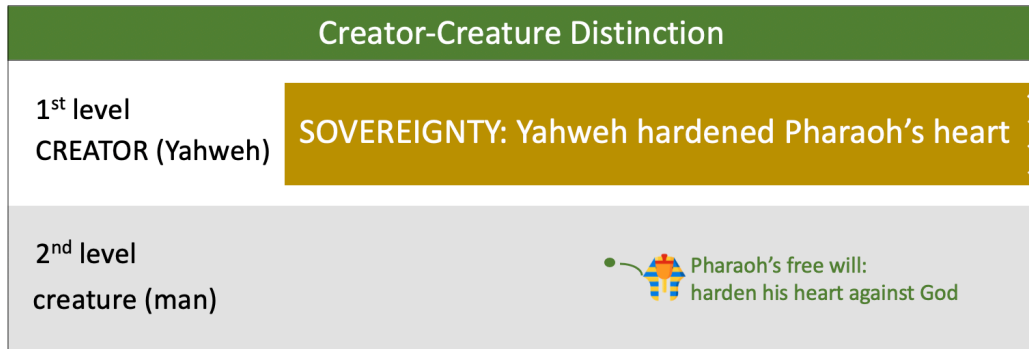 Creator-Creature Distinction
1st level
CREATOR (Yahweh)
SOVEREIGNTY: Yahweh hardened Pharaoh’s heart
2nd level
creature (man)
Pharaoh’s free will:
harden his heart against God